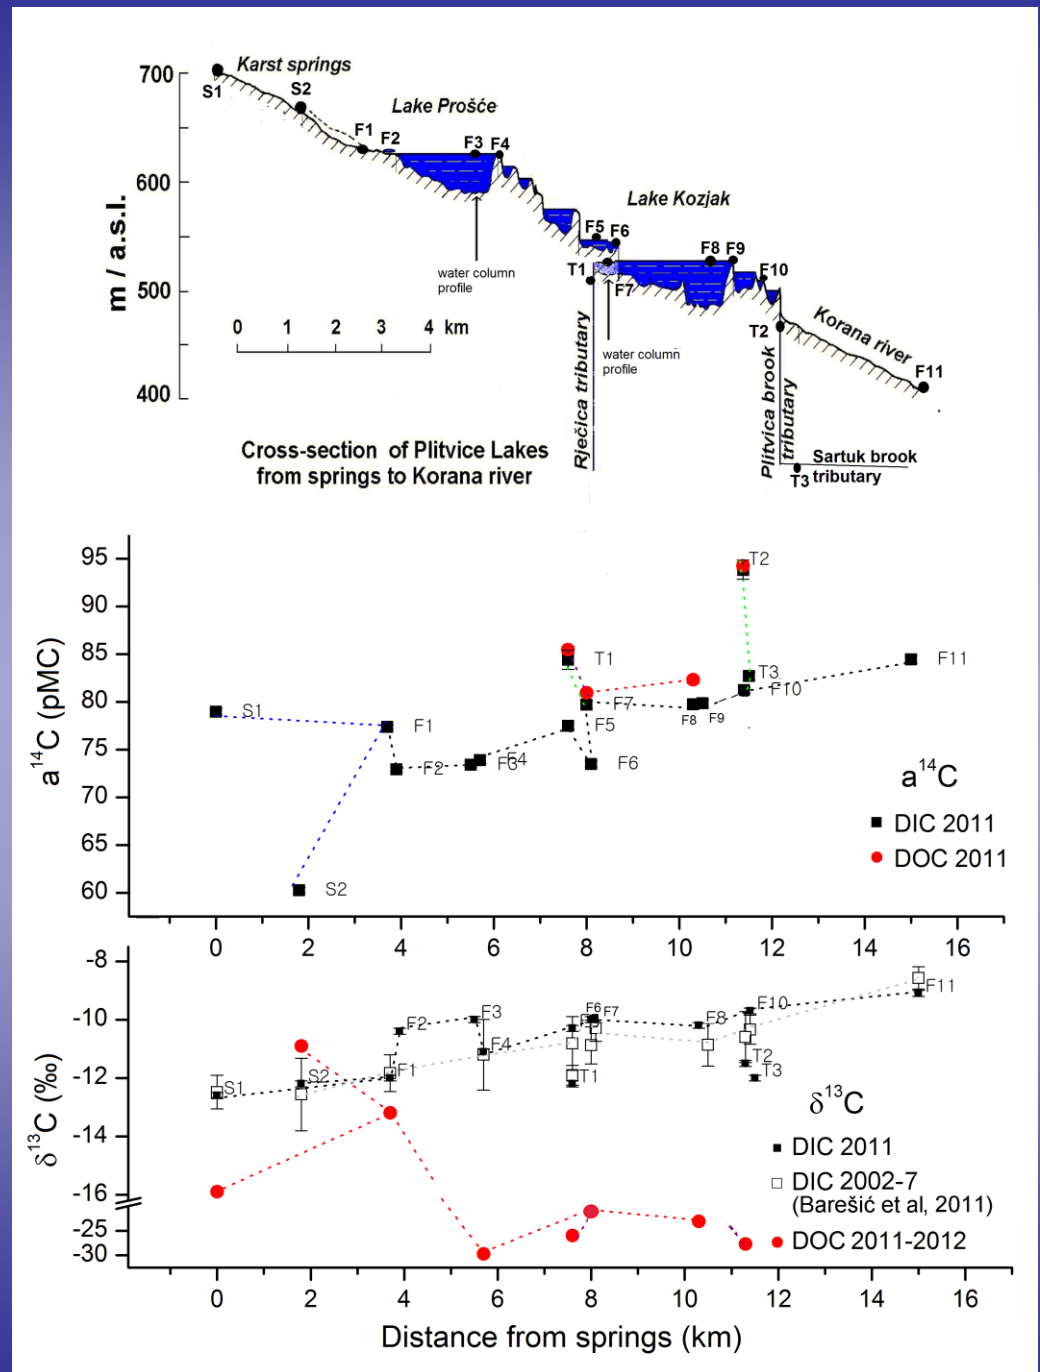 700
Karst springs
S1
S2
Lake Prošće
F1
F2
F3
F4
600
Lake Kozjak
m / a.s.l.
F5
F6
F8
F9
water column
profile
T1
F7
F10
500
T2
Korana river
0 1 2 3 4 km
water column
profile
F11
400
Rječica tributary
Plitvica brook
tributary
Cross-section of Plitvice Lakes
from springs to Korana river
Sartuk brook
T3 tributary
95
90
85
80
75
70
65
60
a14C (pMC)
T2
T1
T3
F11
S1
F1
F7
F10
F8
F9
F5
F2
F3
F4
F6
S2
a14C
DIC 2011
DOC 2011
0 2 4 6 8 10 12 14 16
-8
-10
-12
-14
-16
-25
-30
δ13C (‰)
F11
F10
F2
F3
F6
F7
F8
F4
S1
S2
F1
T1
T2
T3
δ13C
DIC 2011
DIC 2002-7
(Barešić et al, 2011)
DOC 2011-2012
0 2 4 6 8 10 12 14 16
Distance from springs (km)